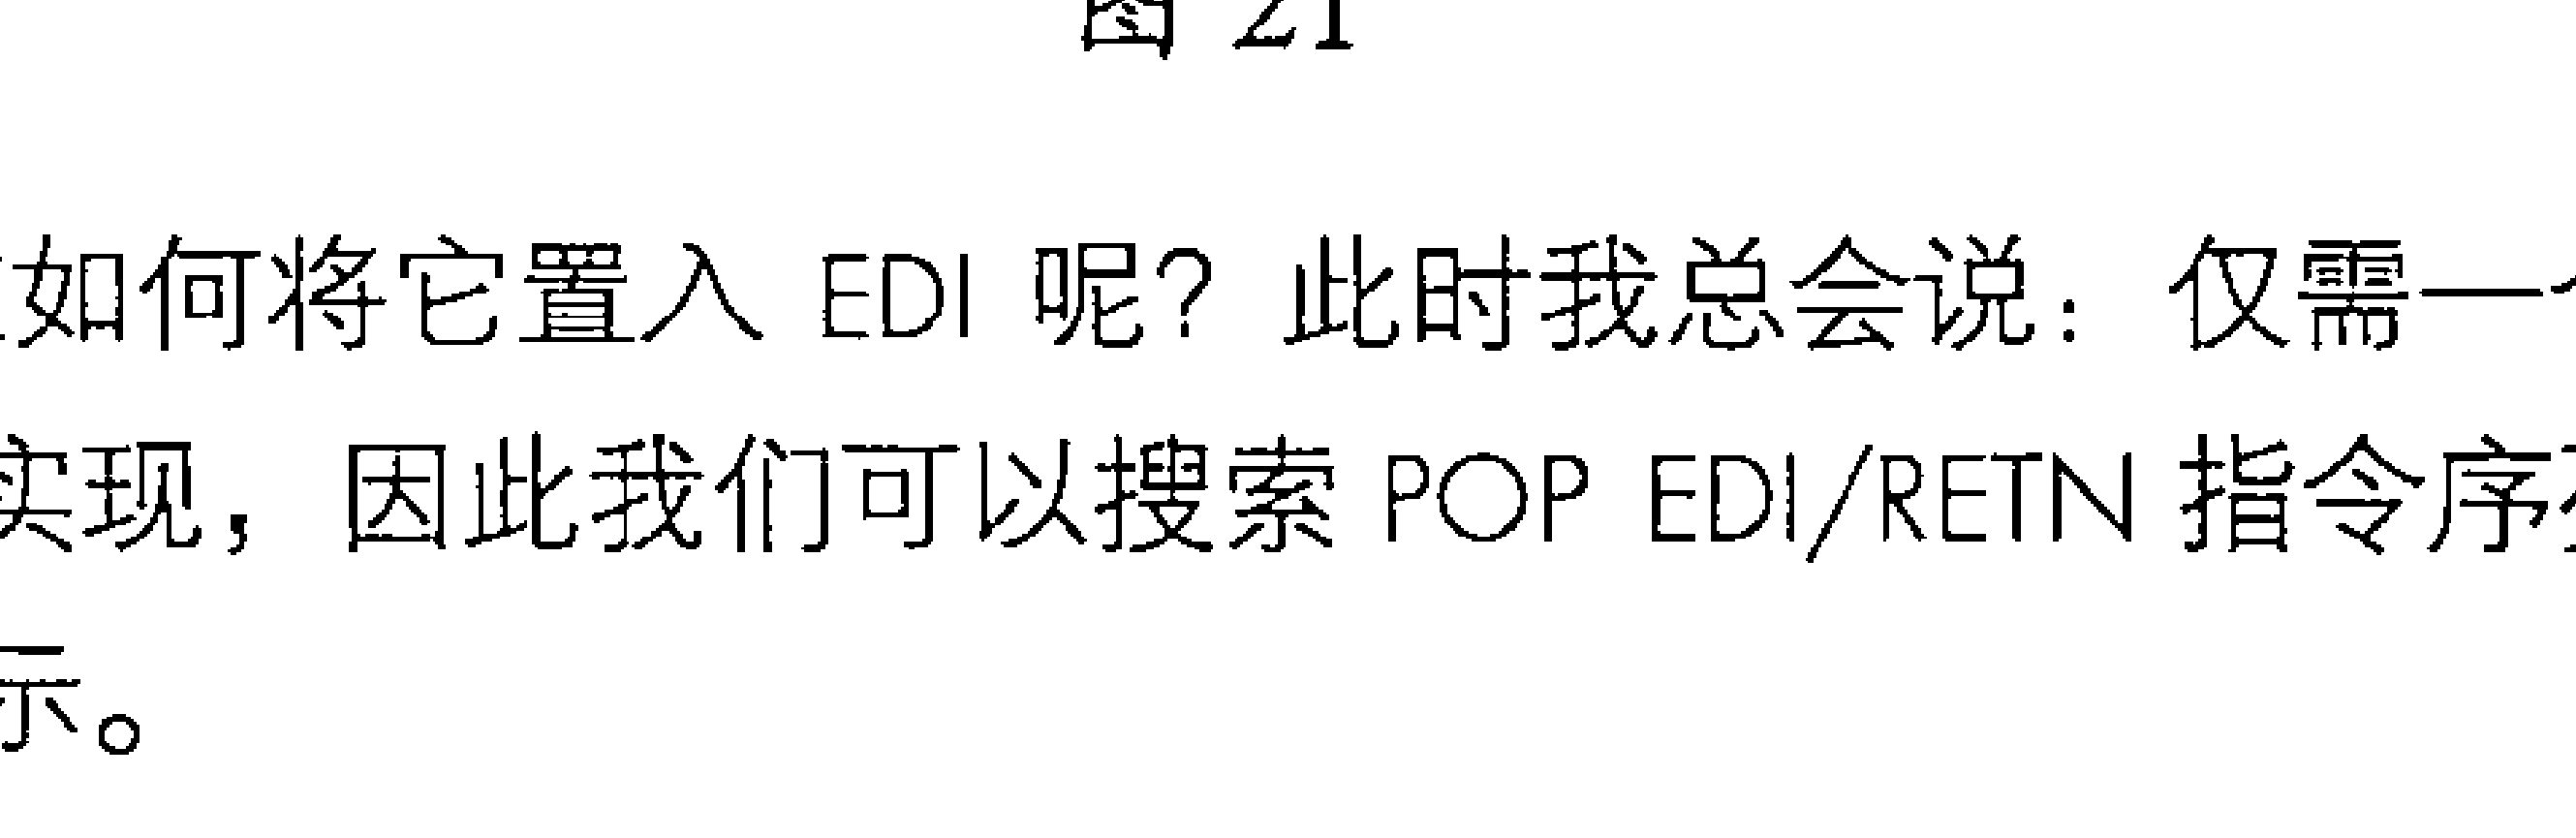 图 21
如何将它置入 EDI 呢？此时我总会说：仅需一
实现，因此我们可以搜索 POP EDI/RETN 指令序
示。